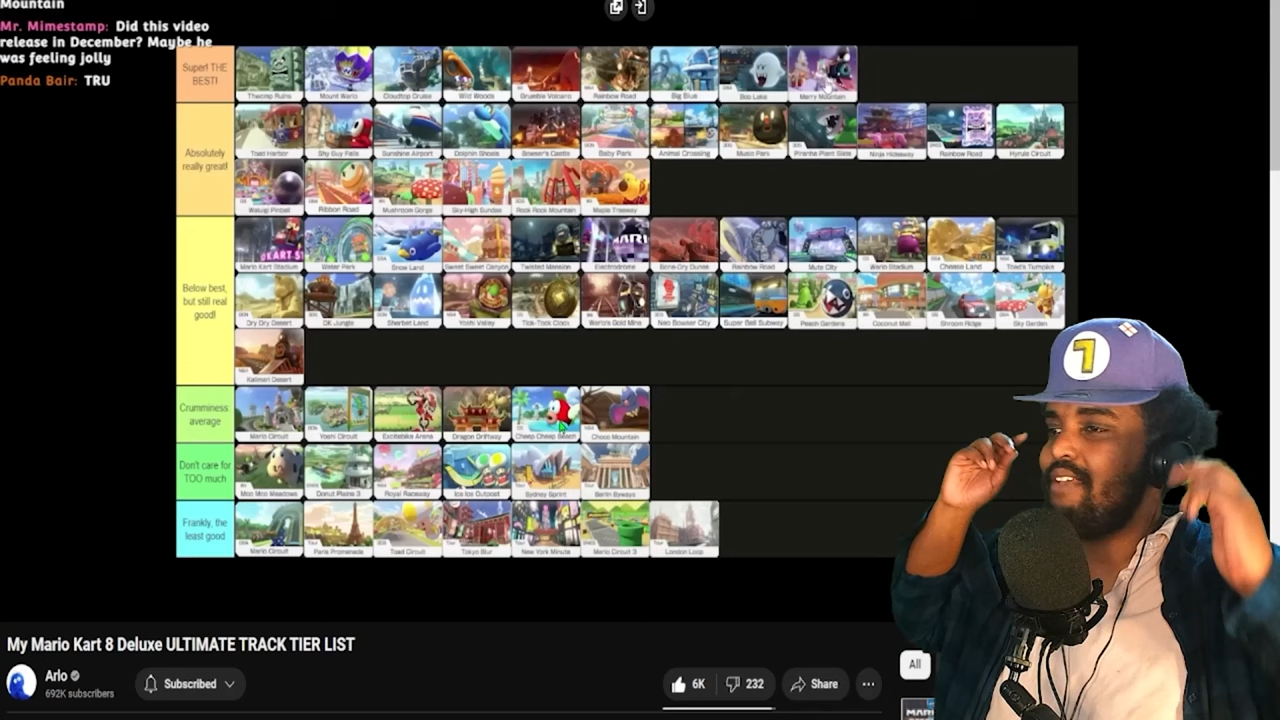 Mountain
Mr. Mimestamp: Did this video
release in December? Maybe he
was feeling jolly
Panda Bair: TRU
Super! THE
BEST!
Thwomp Ruins
Mount Wario
Cloudtop Cruise
Wild Woods
Grumble Volcano
Rainbow Road
Big Blue
Boo Lake
Merry Mountain
Absolutely
really great!
Toad Harbor
Shy Guy Falls
Sunshine Airport
Dolphin Shoals
Bowser's Castle
Baby Park
Animal Crossing
Music Park
Piranha Plant Slide
Ninja Hideaway
Rainbow Road
Hyrule Circuit
Waluigi Pinball
Ribbon Road
Mushroom Gorge
Sky-High Sundae
Rock Rock Mountain
Maple Treeway
Below best,
but still real
good!
Mario Kart Stadium
Water Park
Snow Land
Sweet Sweet Canyon
Twisted Mansion
Electrodrome
Bone-Dry Dunes
Rainbow Road
Mute City
Wario Stadium
Cheese Land
Toad's Turnpike
Dry Dry Desert
DK Jungle
Sherbet Land
Yoshi Valley
Tick-Tock Clock
Wario's Gold Mine
Neo Bowser City
Super Bell Subway
Peach Gardens
Coconut Mall
Shroom Ridge
Sky Garden
Kalimari Desert
Crumminess:
average
Mario Circuit
Yoshi Circuit
Excitebike Arena
Dragon Driftway
Cheep Cheep Beach
Choco Mountain
Don't care for
TOO much
Moo Moo Meadows
Donut Plains 3
Royal Raceway
Ice Ice Outpost
Sydney Sprint
Berlin Byways
Frankly, the
least good
Mario Circuit
Paris Promenade
Toad Circuit
Tokyo Blur
New York Minute
Mario Circuit 3
London Loop
7
My Mario Kart 8 Deluxe ULTIMATE TRACK TIER LIST
Arlo
692K subscribers
Subscribed
6K
232
Share
All